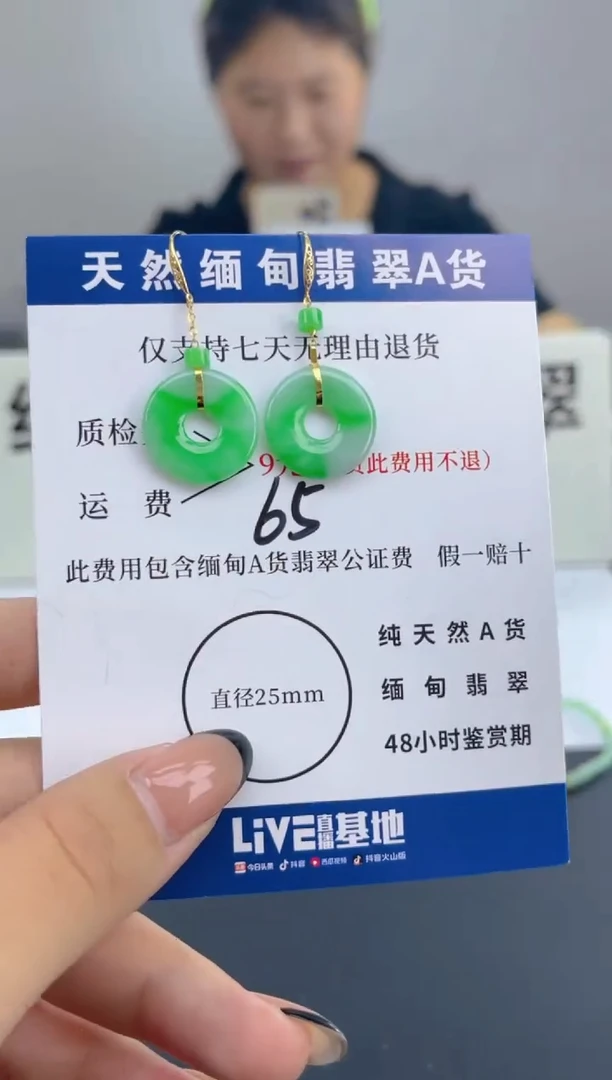 天然缅甸翡翠A货
仅支持七天无理由退货
质检
运 费
9
此费用不退）
65
此费用包含缅甸A货翡翠公证费 假一赔十
纯天然A货
缅甸翡翠
48小时鉴赏期
直径25mm
LiVE直播基地
今日头条 抖音 西瓜视频 抖音火山版
翠